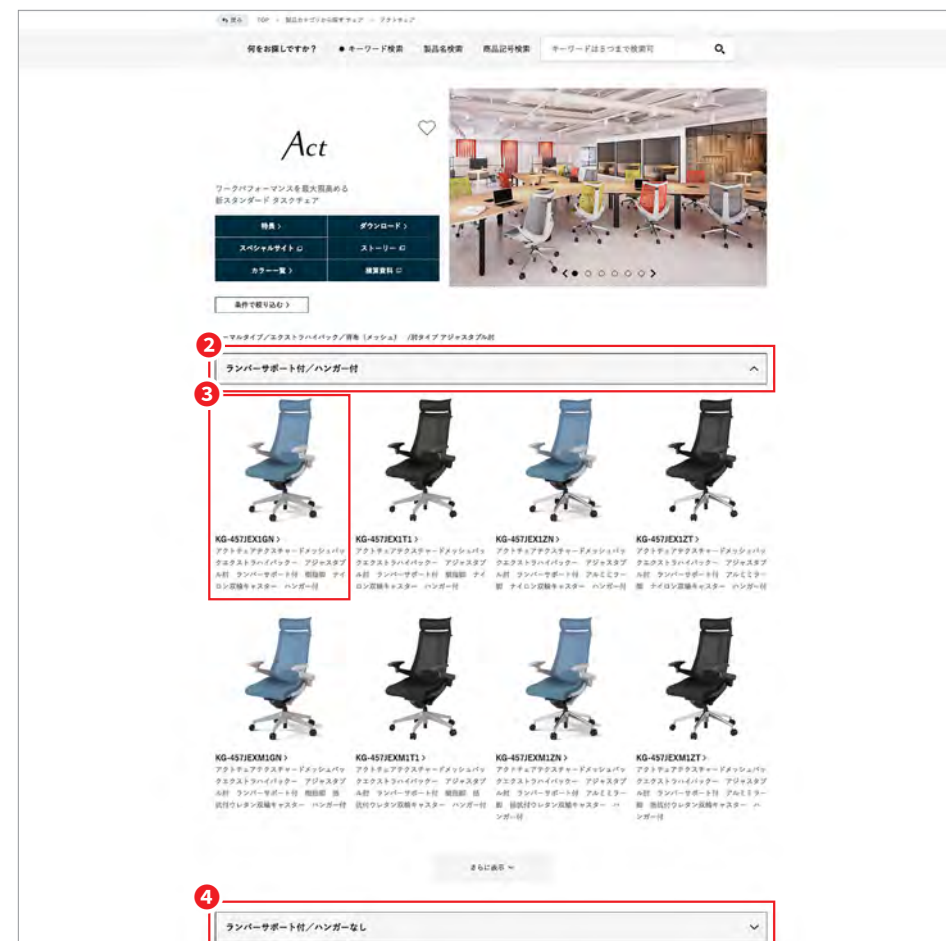 戻る TOP > 製品カテゴリから探す チェア > アクトチェア
何をお探しですか？ ● キーワード検索 製品名検索 商品記号検索 キーワードは5つまで検索可
Act
ワークパフォーマンスを最大限高める
新スタンダード タスクチェア
特長 > ダウンロード >
スペシャルサイト ストーリー
カラー一覧 > 積算資料
条件で絞り込む >
ーマルタイプ／エクストラハイバック／背布（メッシュ） /肘タイプ アジャスタブル肘
2
ランバーサポート付／ハンガー付
3
KG-457JEX1GN >
アクトチェアテクスチャードメッシュバッ
クエクストラハイバックー アジャスタブ
ル肘 ランバーサポート付 樹脂脚 ナイ
ロン双輪キャスター ハンガー付
KG-457JEX1T1 >
アクトチェアテクスチャードメッシュバッ
クエクストラハイバックー アジャスタブ
ル肘 ランバーサポート付 樹脂脚 ナイ
ロン双輪キャスター ハンガー付
KG-457JEX1ZN >
アクトチェアテクスチャードメッシュバッ
クエクストラハイバックー アジャスタブ
ル肘 ランバーサポート付 アルミミラー
脚 ナイロン双輪キャスター ハンガー付
KG-457JEX1ZT >
アクトチェアテクスチャードメッシュバッ
クエクストラハイバックー アジャスタブ
ル肘 ランバーサポート付 アルミミラー
脚 ナイロン双輪キャスター ハンガー付
KG-457JEXM1GN >
アクトチェアテクスチャードメッシュバッ
クエクストラハイバックー アジャスタブ
ル肘 ランバーサポート付 樹脂脚 抵
抗付ウレタン双輪キャスター ハンガー付
KG-457JEXM1T1 >
アクトチェアテクスチャードメッシュバッ
クエクストラハイバックー アジャスタブ
ル肘 ランバーサポート付 樹脂脚 抵
抗付ウレタン双輪キャスター ハンガー付
KG-457JEXM1ZN >
アクトチェアテクスチャードメッシュバッ
クエクストラハイバックー アジャスタブ
ル肘 ランバーサポート付 アルミミラー
脚 抵抗付ウレタン双輪キャスター ハ
ンガー付
KG-457JEXM1ZT >
アクトチェアテクスチャードメッシュバッ
クエクストラハイバックー アジャスタブ
ル肘 ランバーサポート付 アルミミラー
脚 抵抗付ウレタン双輪キャスター ハ
ンガー付
さらに表示
4
ランバーサポート付／ハンガーなし